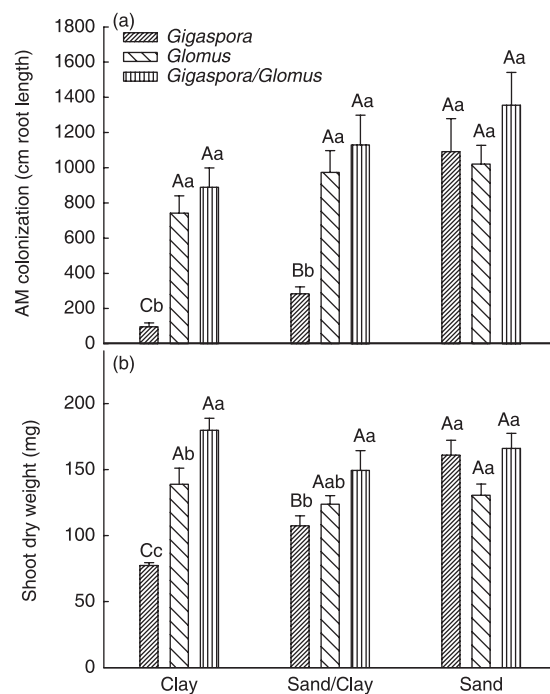 (a)
Gigaspora
Glomus
Gigaspora/Glomus
AM colonization (cm root length)
1800
1600
1400
1200
1000
800
600
400
200
0
Cb
Aa
Aa
Bb
Aa
Aa
Aa
Aa
Aa
(b)
Shoot dry weight (mg)
200
150
100
50
0
Cc
Ab
Aa
Bb
Aab
Aa
Aa
Aa
Aa
Clay
Sand/Clay
Sand